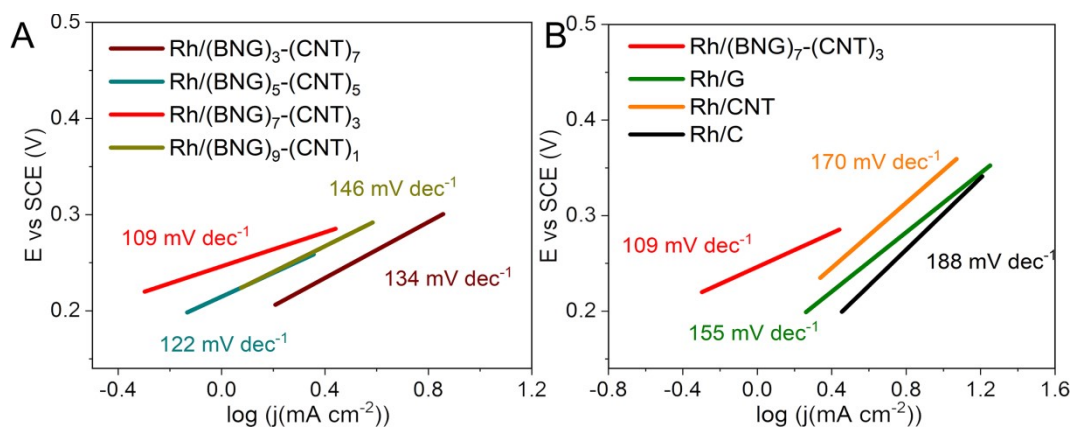 A
E vs SCE (V)
0.5
0.4
0.3
0.2
Rh/(BNG)₃-(CNT)₇
Rh/(BNG)₅-(CNT)₅
Rh/(BNG)₇-(CNT)₃
Rh/(BNG)₉-(CNT)₁
146 mV dec⁻¹
109 mV dec⁻¹
134 mV dec⁻¹
122 mV dec⁻¹
-0.4 0.0 0.4 0.8 1.2
log (j(mA cm⁻²))
B
E vs SCE (V)
0.5
0.4
0.3
0.2
Rh/(BNG)₇-(CNT)₃
Rh/G
Rh/CNT
Rh/C
170 mV dec⁻¹
109 mV dec⁻¹
188 mV dec⁻¹
155 mV dec⁻¹
-0.8 -0.4 0.0 0.4 0.8 1.2 1.6
log (j(mA cm⁻²))